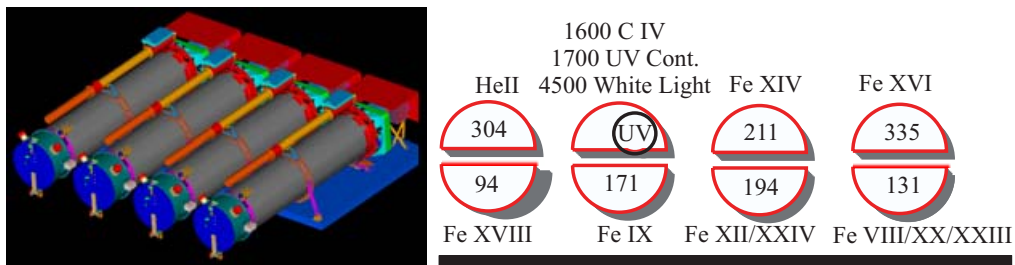 1600 C IV
1700 UV Cont.
HeII 4500 White Light Fe XIV Fe XVI
304 UV 211 335
94 171 194 131
Fe XVIII Fe IX Fe XII/XXIV Fe VIII/XX/XXIII